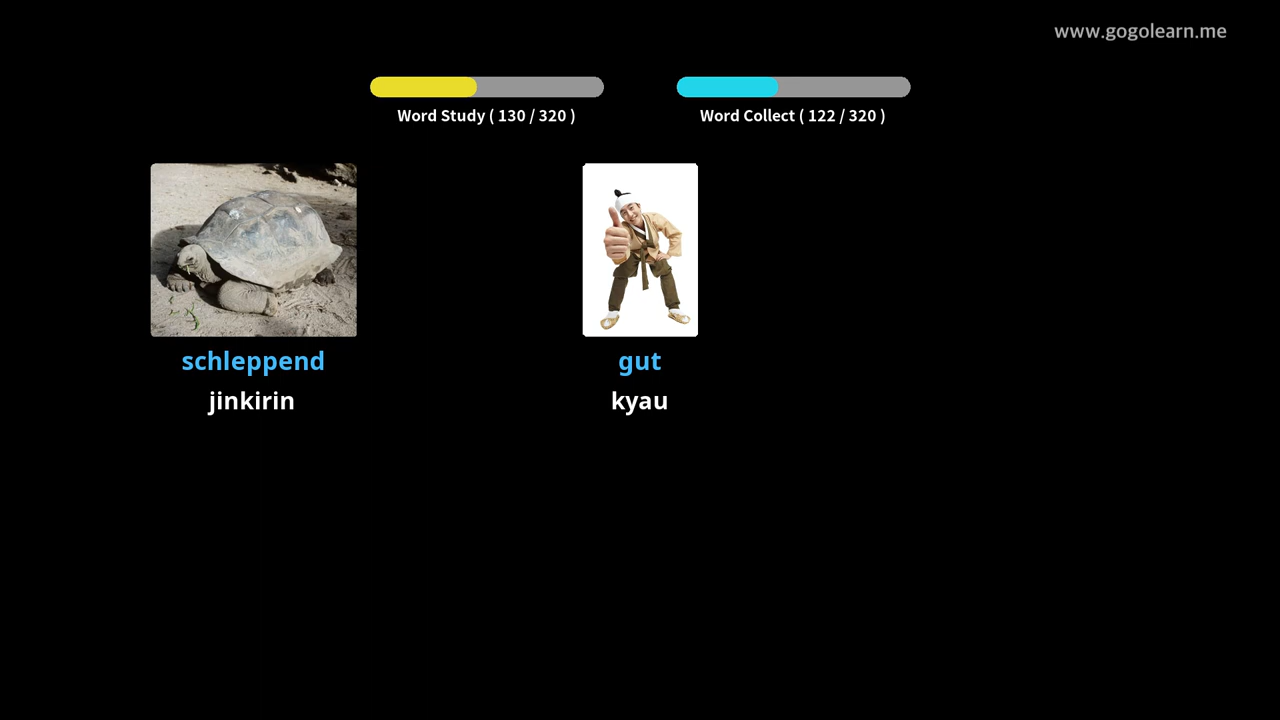 www.gogolearn.me
Word Study ( 130 / 320 )
Word Collect ( 122 / 320 )
schleppend
jinkirin
gut
kyau